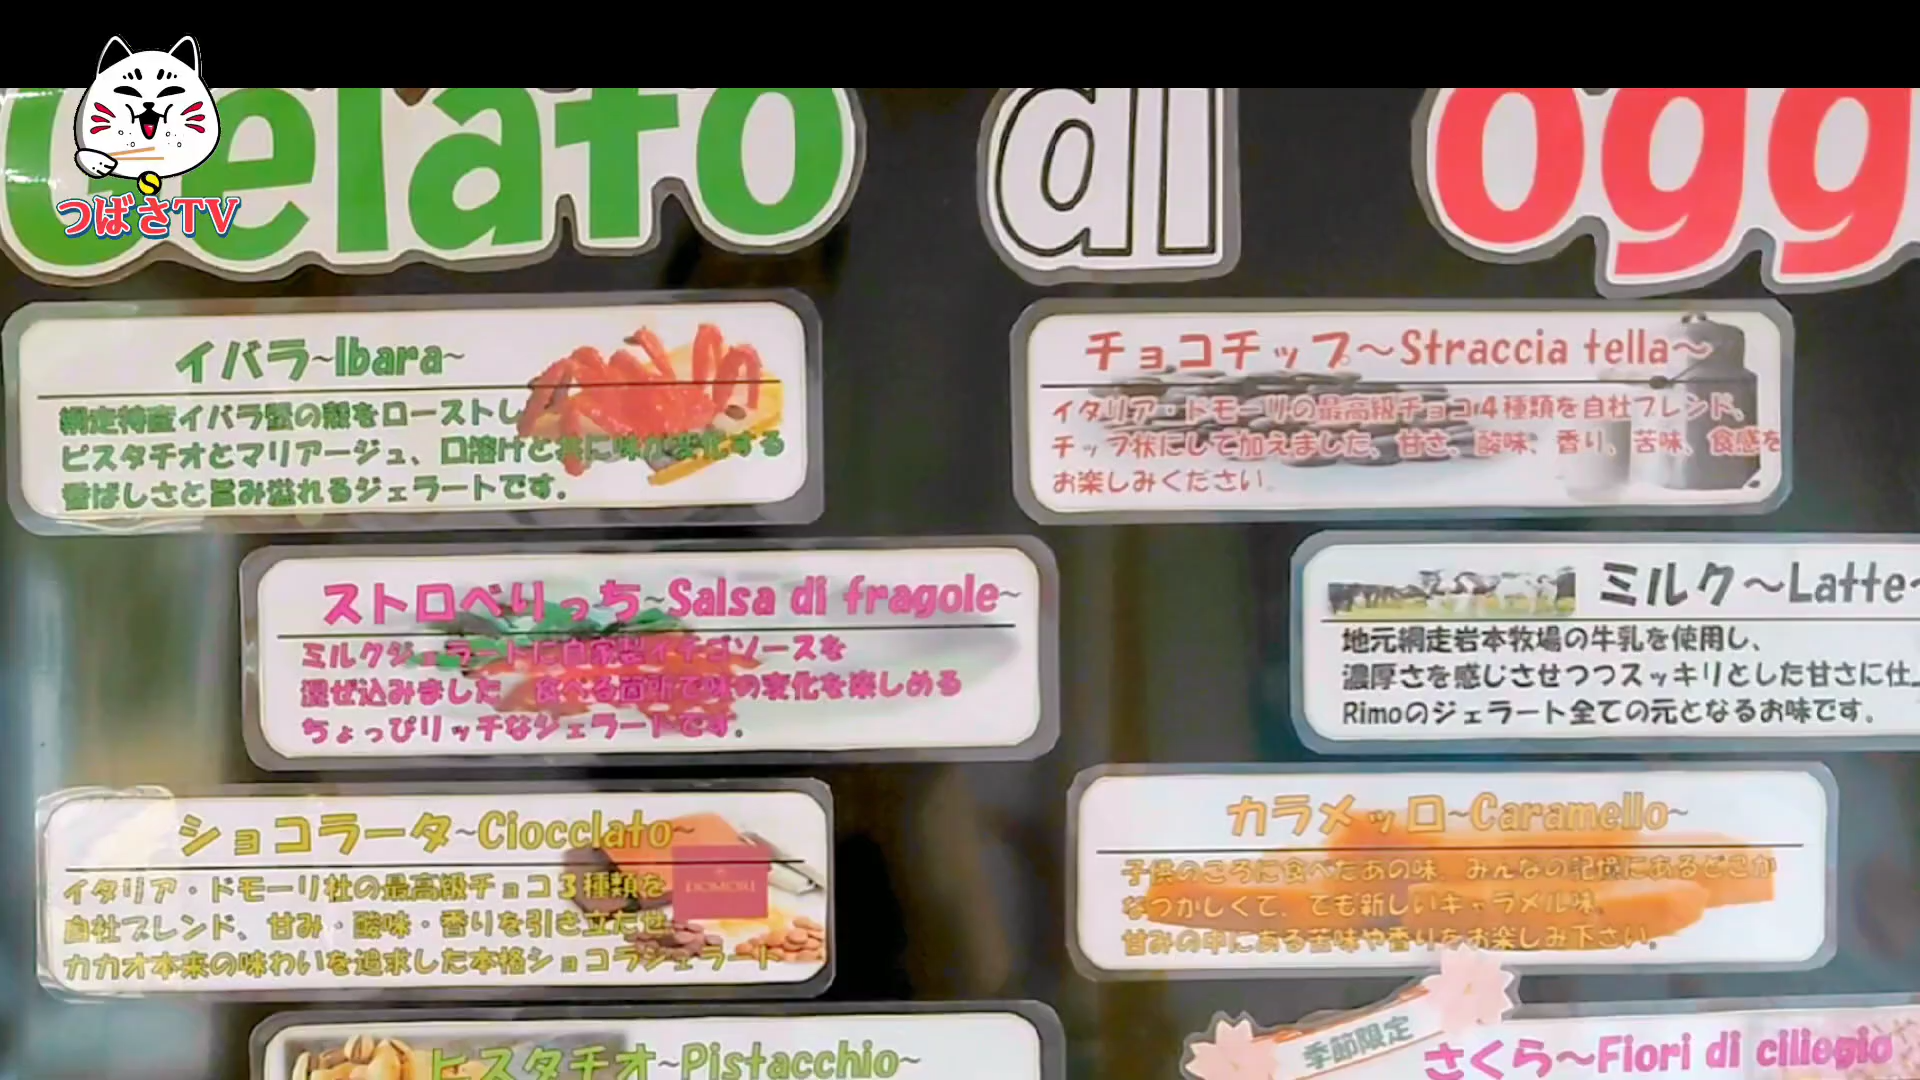 つばさTV
Gelato di ogg
イバラ~Ibara~
網走特産イバラ蟹の殻をローストし
ピスタチオとマリアージュ、口溶けと共に味が変化する
香ばしさと旨み溢れるジェラートです。
チョコチップ～Straccia tella～
イタリア・ドモーリの最高級チョコ4種類を自社ブレンド、
チップ状にして加えました。甘さ、酸味、香り、苦味、食感を
お楽しみください。
ストロベりっち~Salsa di fragole~
ミルクジェラートに自家製イチゴソースを
混ぜ込みました。食べる箇所で味の変化を楽しめる
ちょっぴりッチなジェラートです。
ミルク～Latte~
地元網走岩本牧場の牛乳を使用し、
濃厚さを感じさせつつスッキリとした甘さに仕上
Rimoのジェラート全ての元となるお味です。
ショコラータ~Ciocclato~
イタリア・ドモーリ社の最高級チョコ3種類を
自社ブレンド、甘み・酸味・香りを引き立たせ
カカオ本来の味わいを追求した本格ショコラジェラート
DOMORI
カラメッロ~Caramello~
子供のころに食べたあの味。みんなの記憶にあるどこか
なつかしくて、でも新しいキャラメル味。
甘みの中にある苦味や香りをお楽しみ下さい。
ピスタチオ~Pistacchio~
季節限定
さくら～Fiori di ciliegio